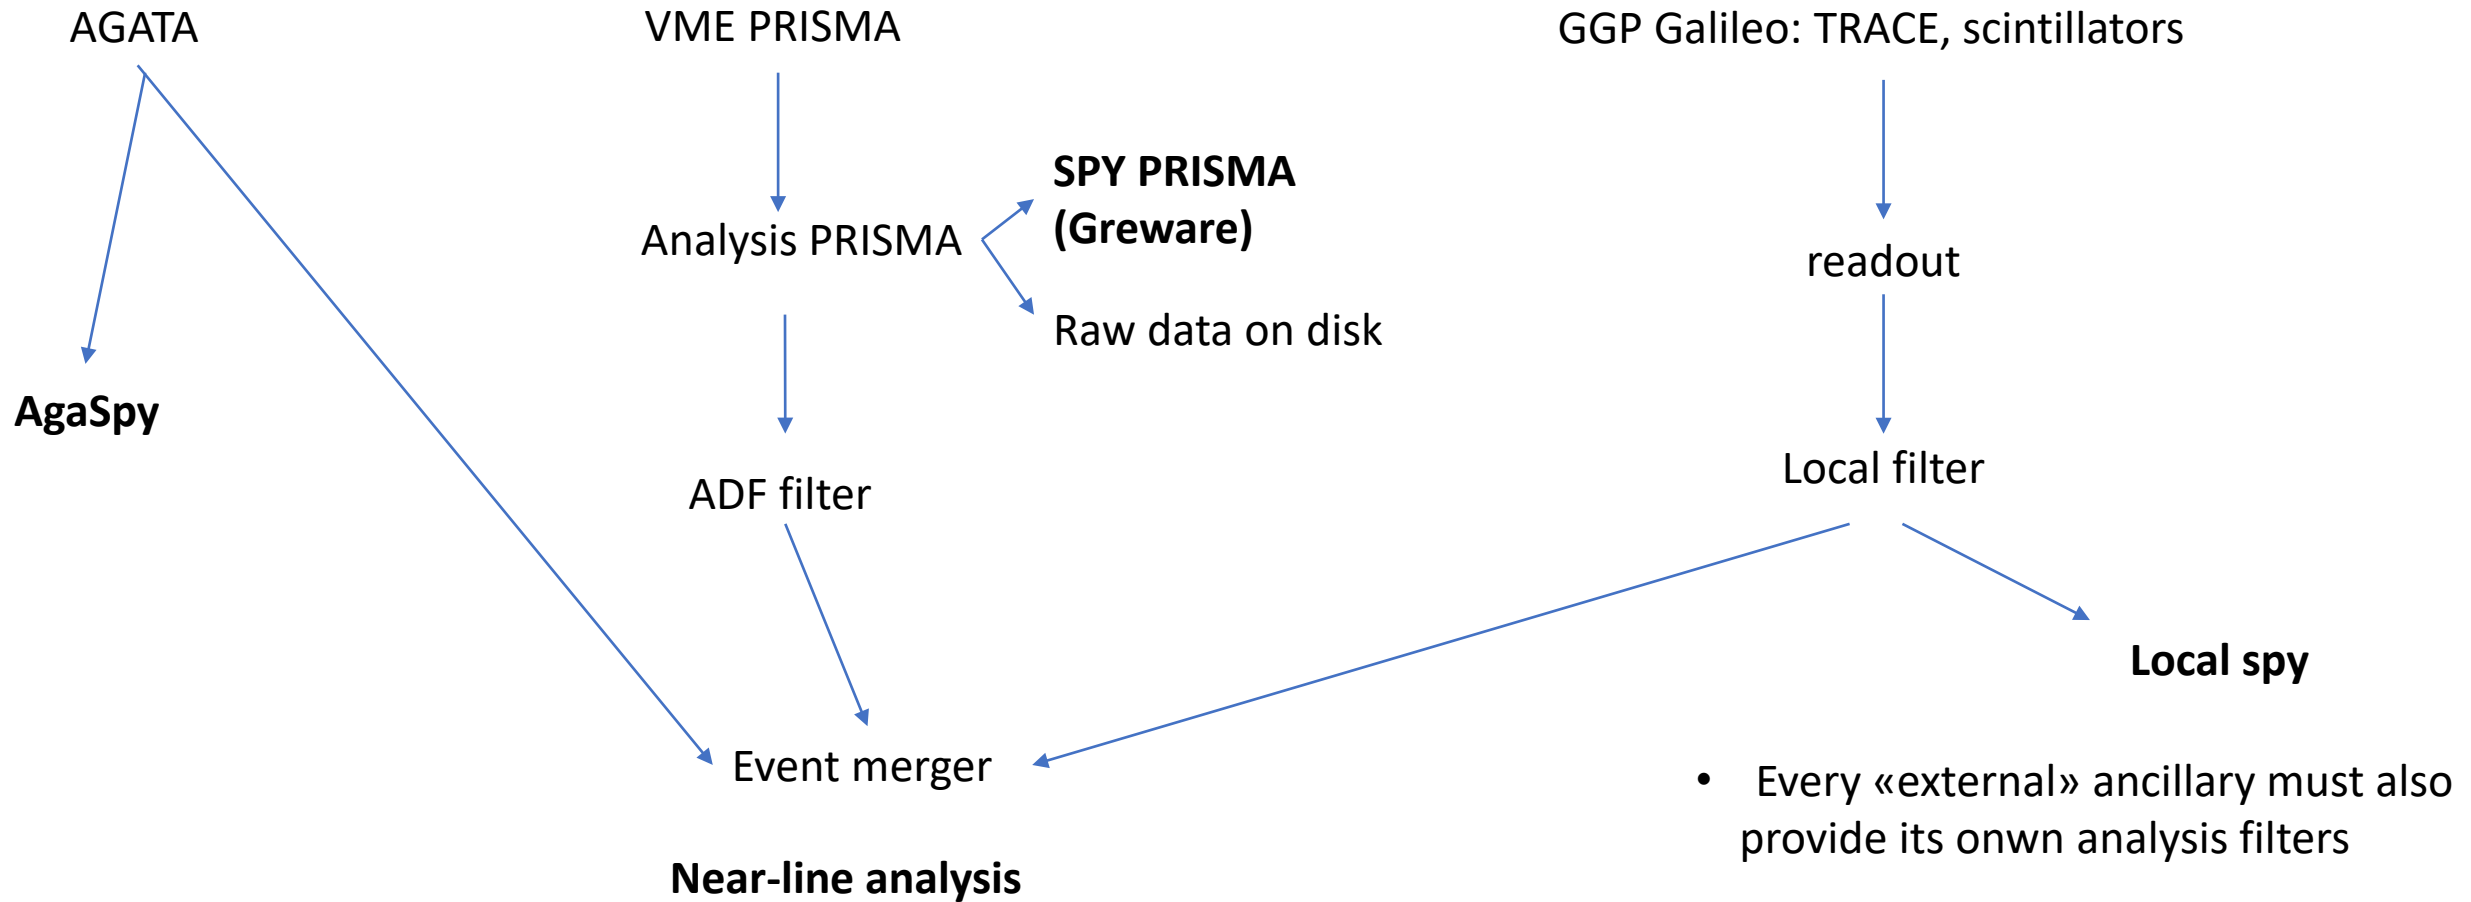 AGATA
VME PRISMA
GGP Galileo: TRACE, scintillators
SPY PRISMA
(Greware)
Analysis PRISMA
readout
Raw data on disk
AgaSpy
Local filter
ADF filter
Local spy
Event merger
• Every «external» ancillary must also
provide its onwn analysis filters
Near-line analysis